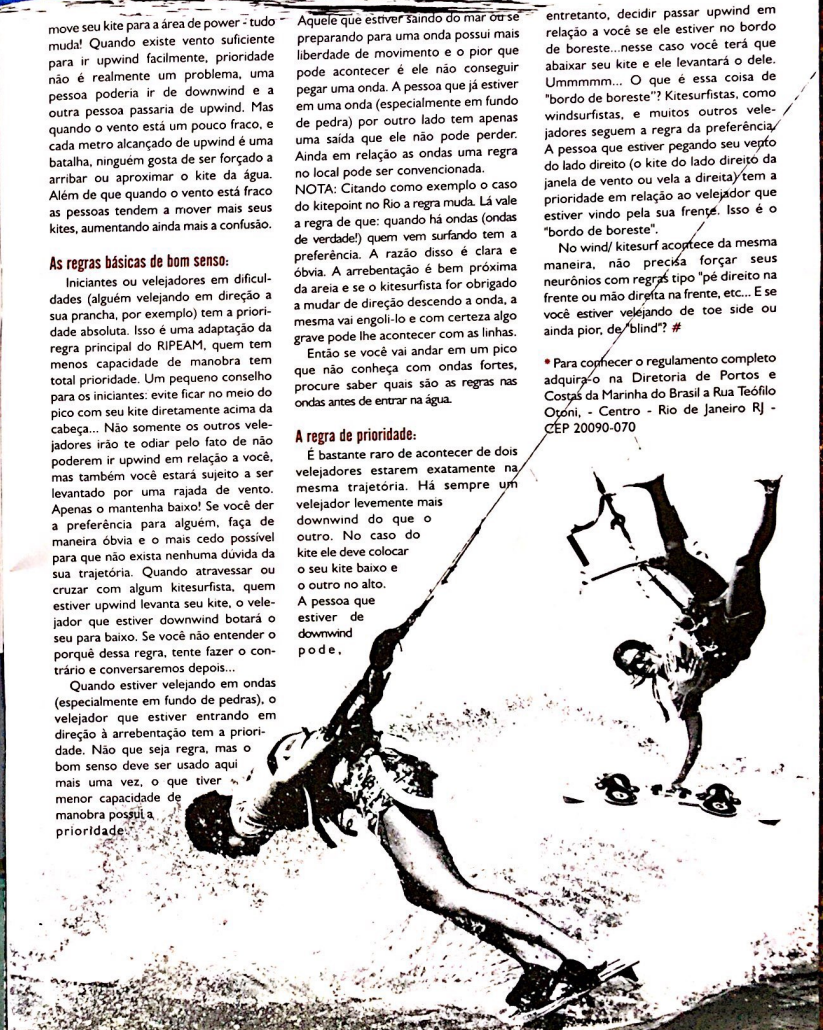 move seu kite para a área de power - tudo
muda! Quando existe vento suficiente
para ir upwind facilmente, prioridade
não é realmente um problema, uma
pessoa poderia ir de downwind e a
outra pessoa passaria de upwind. Mas
quando o vento está um pouco fraco, e
cada metro alcançado de upwind é uma
batalha, ninguém gosta de ser forçado a
arribar ou aproximar o kite da água.
Além de que quando o vento está fraco
as pessoas tendem a mover mais seus
kites, aumentando ainda mais a confusão.
As regras básicas de bom senso:
Iniciantes ou velejadores em dificul-
dades (alguém velejando em direção a
sua prancha, por exemplo) tem a priori-
dade absoluta. Isso é uma adaptação da
regra principal do RIPEAM, quem tem
menos capacidade de manobra tem
total prioridade. Um pequeno conselho
para os iniciantes: evite ficar no meio do
pico com seu kite diretamente acima da
cabeça... Não somente os outros vele-
jadores irão te odiar pelo fato de não
poderem ir upwind em relação a você,
mas também você estará sujeito a ser
levantado por uma rajada de vento.
Apenas o mantenha baixo! Se você der
a preferência para alguém, faça de
maneira óbvia e o mais cedo possível
para que não exista nenhuma dúvida da
sua trajetória. Quando atravessar ou
cruzar com algum kitesurfista, quem
estiver upwind levanta seu kite, o vele-
jador que estiver downwind botará o
seu para baixo. Se você não entender o
porquê dessa regra, tente fazer o con-
trário e conversaremos depois...
Quando estiver velejando em ondas
(especialmente em fundo de pedras), o
velejador que estiver entrando em
direção à arrebentação tem a priori-
dade. Não que seja regra, mas o
bom senso deve ser usado aqui
mais uma vez, o que tiver
menor capacidade de
manobra possui a
prioridade
Aquele que estiver saindo do mar ou se
preparando para uma onda possui mais
liberdade de movimento e o pior que
pode acontecer é ele não conseguir
pegar uma onda. A pessoa que já estiver
em uma onda (especialmente em fundo
de pedra) por outro lado tem apenas
uma saída que ele não pode perder.
Ainda em relação as ondas uma regra
no local pode ser convencionada.
NOTA: Citando como exemplo o caso
do kitepoint no Rio a regra muda. Lá vale
a regra de que: quando há ondas (ondas
de verdade!) quem vem surfando tem a
preferência. A razão disso é clara e
óbvia. A arrebentação é bem próxima
da areia e se o kitesurfista for obrigado
a mudar de direção descendo a onda, a
mesma vai engoli-lo e com certeza algo
grave pode lhe acontecer com as linhas.
Então se você vai andar em um pico
que não conheça com ondas fortes,
procure saber quais são as regras nas
ondas antes de entrar na água.
A regra de prioridade:
É bastante raro de acontecer de dois
velejadores estarem exatamente na
mesma trajetória. Há sempre um
velejador levemente mais
downwind do que o
outro. No caso do
kite ele deve colocar
o seu kite baixo e
o outro no alto.
A pessoa que
estiver de
downwind
pode,
entretanto, decidir passar upwind em
relação a você se ele estiver no bordo
de boreste...nesse caso você terá que
abaixar seu kite e ele levantará o dele.
Ummmmm... O que é essa coisa de
"bordo de boreste"? Kitesurfistas, como
windsurfistas, e muitos outros vele-
jadores seguem a regra da preferência.
A pessoa que estiver pegando seu vento
do lado direito (o kite do lado direito da
janela de vento ou vela a direita) tem a
prioridade em relação ao velejador que
estiver vindo pela sua frente. Isso é o
"bordo de boreste".
No wind/ kitesurf acontece da mesma
maneira, não precisa forçar seus
neurônios com regras tipo "pé direito na
frente ou mão direita na frente, etc... E se
você estiver velejando de toe side ou
ainda pior, de "blind"? #
* Para conhecer o regulamento completo
adquira-o na Diretoria de Portos e
Costas da Marinha do Brasil a Rua Teófilo
Otoni, - Centro - Rio de Janeiro RJ -
CEP 20090-070